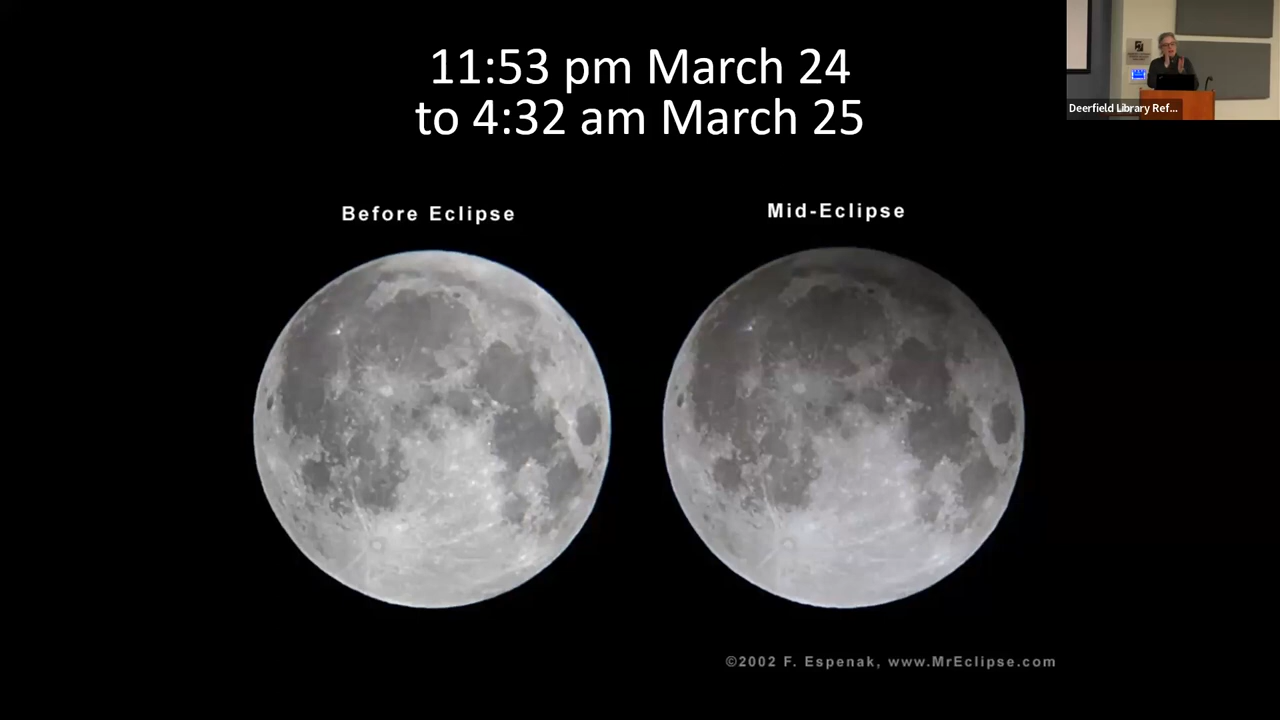 11:53 pm March 24
to 4:32 am March 25
Deerfield Library Ref...
Before Eclipse
Mid-Eclipse
©2002 F. Espenak, www.MrEclipse.com